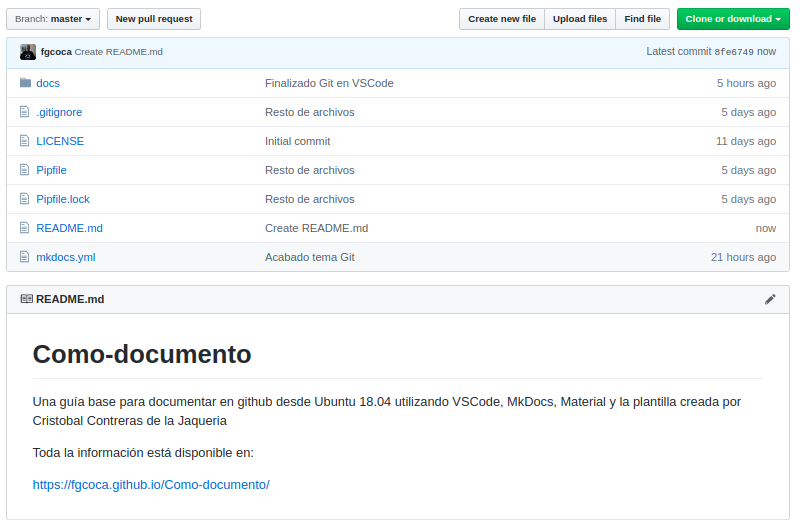 Branch: master New pull request Create new file Upload files Find file Clone or download
fgcoca Create README.md Latest commit 8fe6749 now
docs Finalizado Git en VSCode 5 hours ago
.gitignore Resto de archivos 5 days ago
LICENSE Initial commit 11 days ago
Pipfile Resto de archivos 5 days ago
Pipfile.lock Resto de archivos 5 days ago
README.md Create README.md now
mkdocs.yml Acabado tema Git 21 hours ago
README.md
Como-documento
Una guía base para documentar en github desde Ubuntu 18.04 utilizando VSCode, MkDocs, Material y la plantilla creada por
Cristobal Contreras de la Jaqueria
Toda la información está disponible en:
https://fgcoca.github.io/Como-documento/